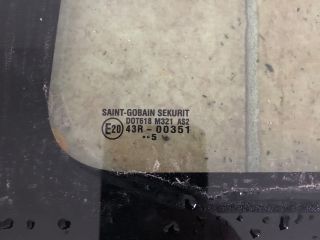 SAINT-GOBAIN SEKURIT
DOT618 M321 AS2
E20 43R - 00351
..5